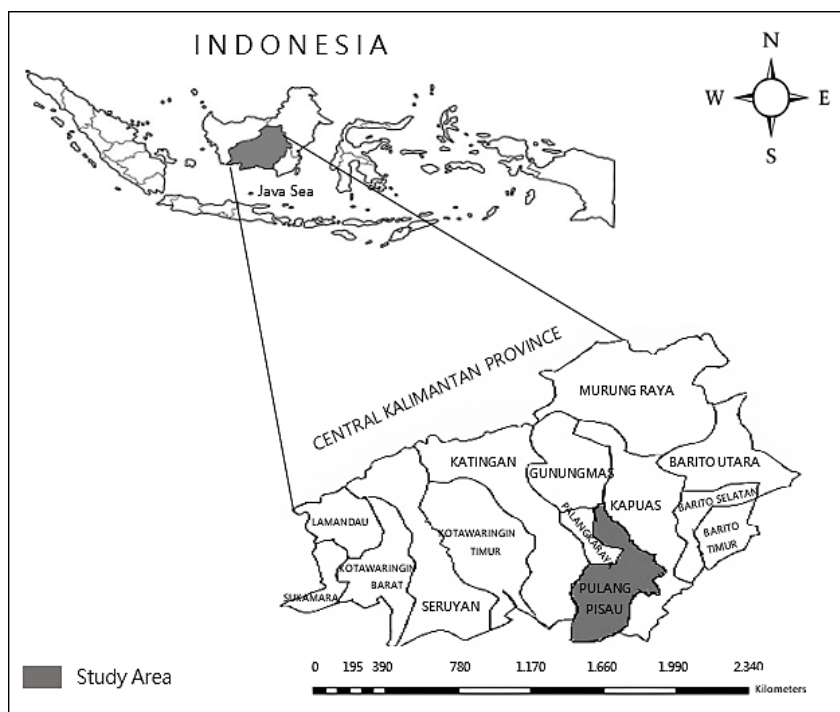 INDONESIA
N
W E
S
Java Sea
CENTRAL KALIMANTAN PROVINCE
MURUNG RAYA
KATINGAN
GUNUNGMAS
BARITO UTARA
KAPUAS
BARITO SELATAN
LAMANDAU
PALANGKARAYA
KOTAWARINGIN
TIMUR
BARITO
TIMUR
KOTAWARINGIN
BARAT
SUKAMARA
SERUYAN
PULANG
PISAU
Study Area
0 195 390 780 1.170 1.660 1.990 2.340
Kilometers